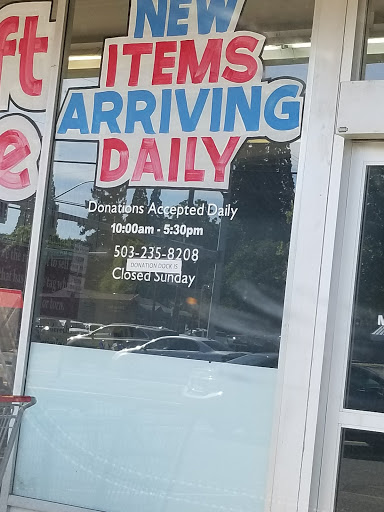 ft
e
NEW
ITEMS
ARRIVING
DAILY
Donations Accepted Daily
10:00am - 5:30pm
503-235-8208
DONATION DOCK IS
Closed Sunday
M